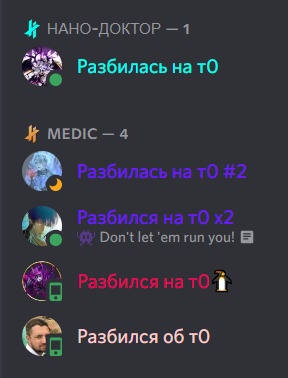 НАНО-ДОКТОР — 1
Разбилась на т0
MEDIC — 4
Разбилась на т0 #2
Разбился на т0 x2
Don't let 'em run you!
Разбился на т0🐧
Разбился об т0